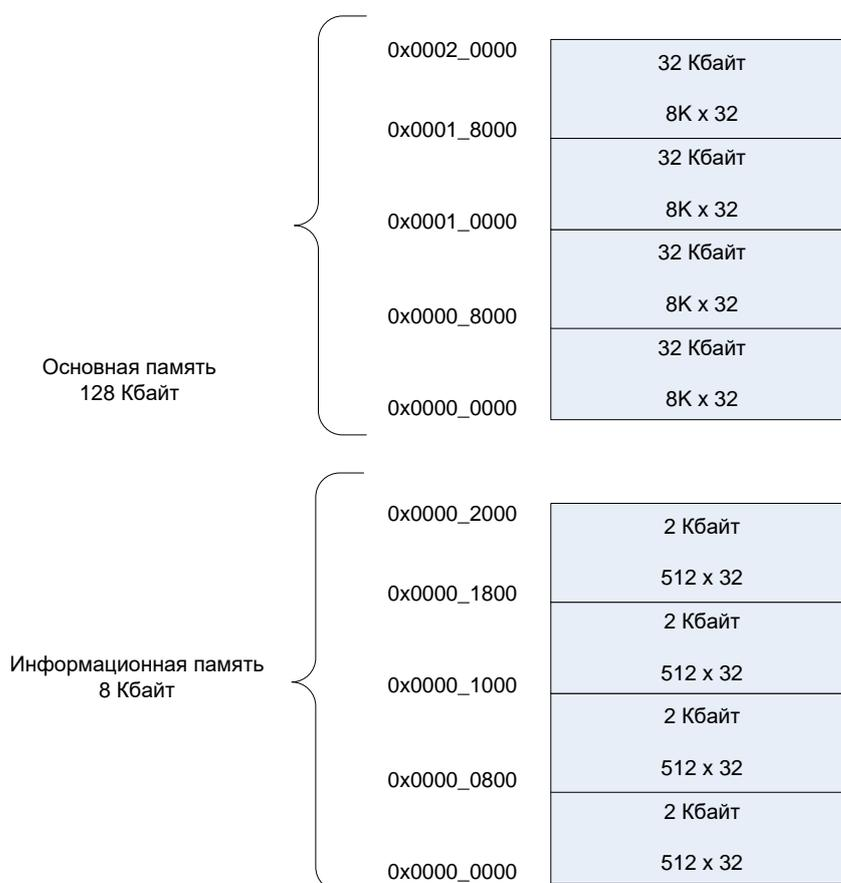 0x0002_0000
32 Кбайт
8K x 32
0x0001_8000
32 Кбайт
8K x 32
0x0001_0000
32 Кбайт
8K x 32
0x0000_8000
32 Кбайт
8K x 32
0x0000_0000
Основная память
128 Кбайт
0x0000_2000
2 Кбайт
512 x 32
0x0000_1800
2 Кбайт
512 x 32
0x0000_1000
2 Кбайт
512 x 32
0x0000_0800
2 Кбайт
512 x 32
0x0000_0000
Информационная память
8 Кбайт